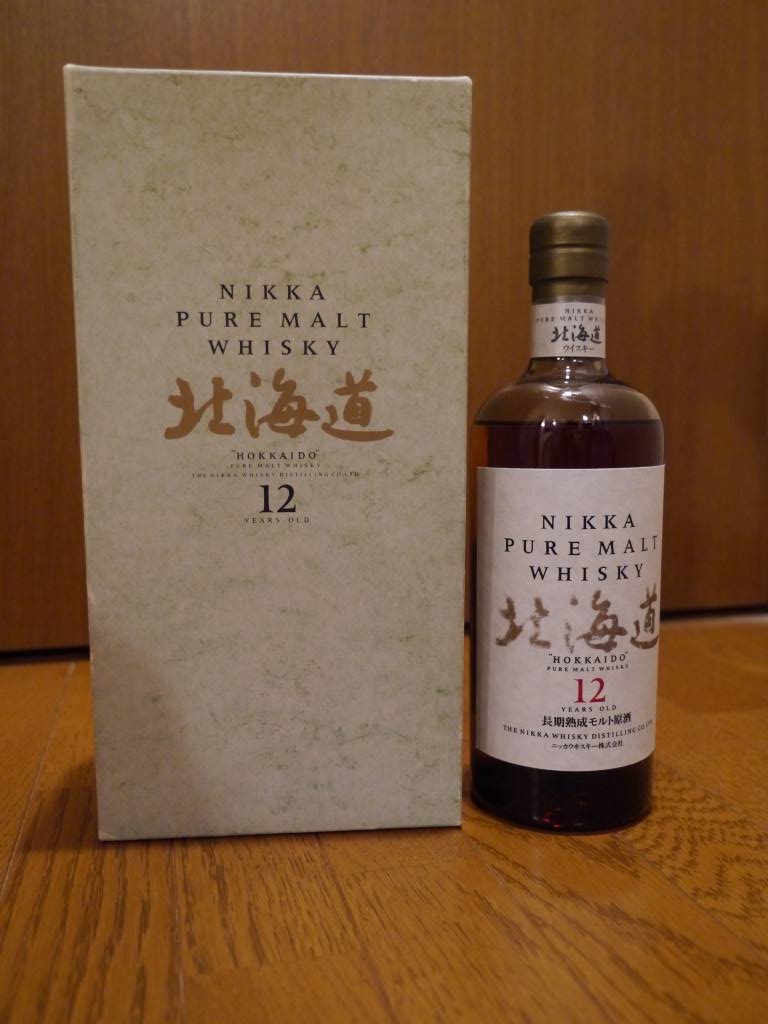 NIKKA
PURE MALT
WHISKY
北海道
"HOKKAIDO"
PURE MALT WHISKY
THE NIKKA WHISKY DISTILLING CO.,LTD.
12
YEARS OLD
NIKKA
PURE MALT WHISKY
北海道
ウイスキー
NIKKA
PURE MALT
WHISKY
北海道
"HOKKAIDO"
PURE MALT WHISKY
12
YEARS OLD
長期熟成モルト原酒
THE NIKKA WHISKY DISTILLING CO., LTD.
ニッカウヰスキー株式会社